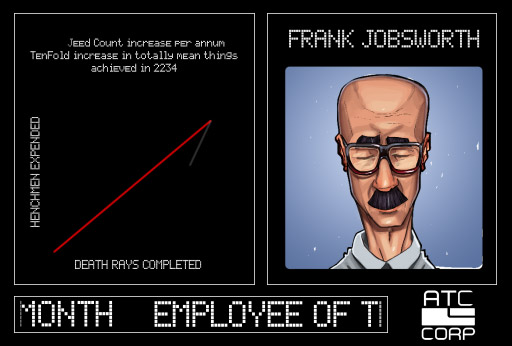 Jeed Count increase per annum
TenFold increase in totally mean things
achieved in 2234
HENCHMEN EXPENDED
DEATH RAYS COMPLETED
FRANK JOBSWORTH
MONTH EMPLOYEE OF
ATC
CORP